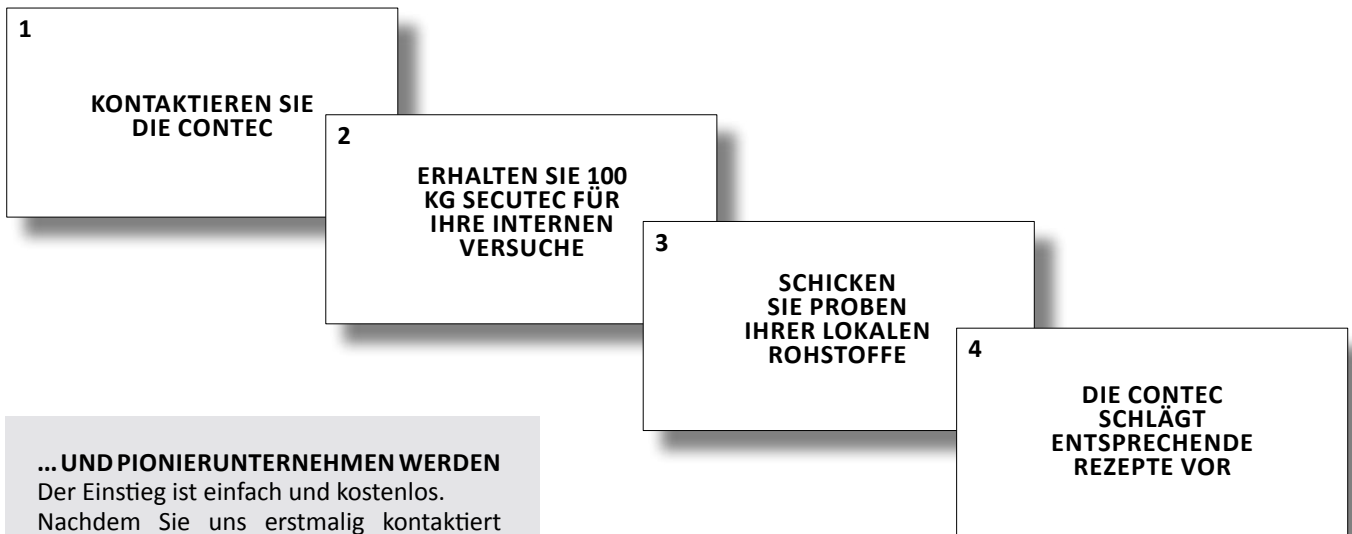 1
KONTAKTIEREN SIE
DIE CONTEC
2
ERHALTEN SIE 100
KG SECUTEC FÜR
IHRE INTERNEN
VERSUCHE
3
SCHICKEN
SIE PROBEN
IHRER LOKALEN
ROHSTOFFE
4
DIE CONTEC
SCHLÄGT
ENTSPRECHENDE
REZEPTE VOR
... UND PIONIERUNTERNEHMEN WERDEN
Der Einstieg ist einfach und kostenlos.
Nachdem Sie uns erstmalig kontaktiert